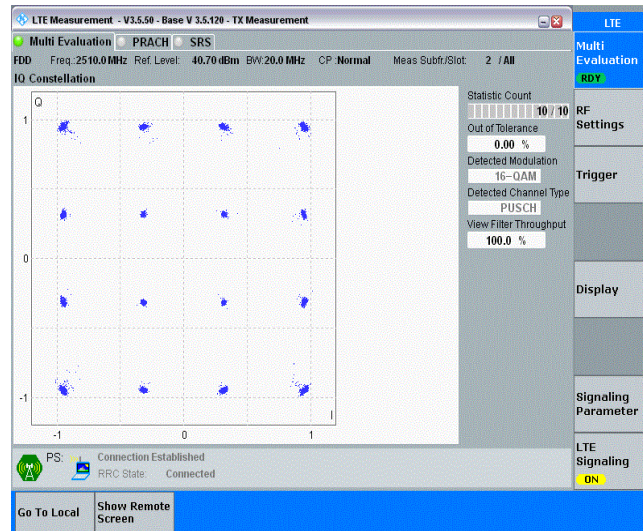 LTE Measurement - V3.5.50 - Base V 3.5.120 - TX Measurement
LTE
Multi Evaluation PRACH SRS
Multi
Evaluation
RDY
FDD Freq.:2510.0 MHz Ref. Level: 40.70 dBm BW:20.0 MHz CP :Normal Meas Subfr./Slot: 2 / All
IQ Constellation
Q
1
0
-1
I
-1 0 1
Statistic Count
10 / 10
Out of Tolerance
0.00 %
Detected Modulation
16-QAM
Detected Channel Type
PUSCH
View Filter Throughput
100.0 %
RF
Settings
Trigger
Display
Signaling
Parameter
LTE
Signaling
ON
PS: Connection Established
RRC State: Connected
Go To Local
Show Remote
Screen